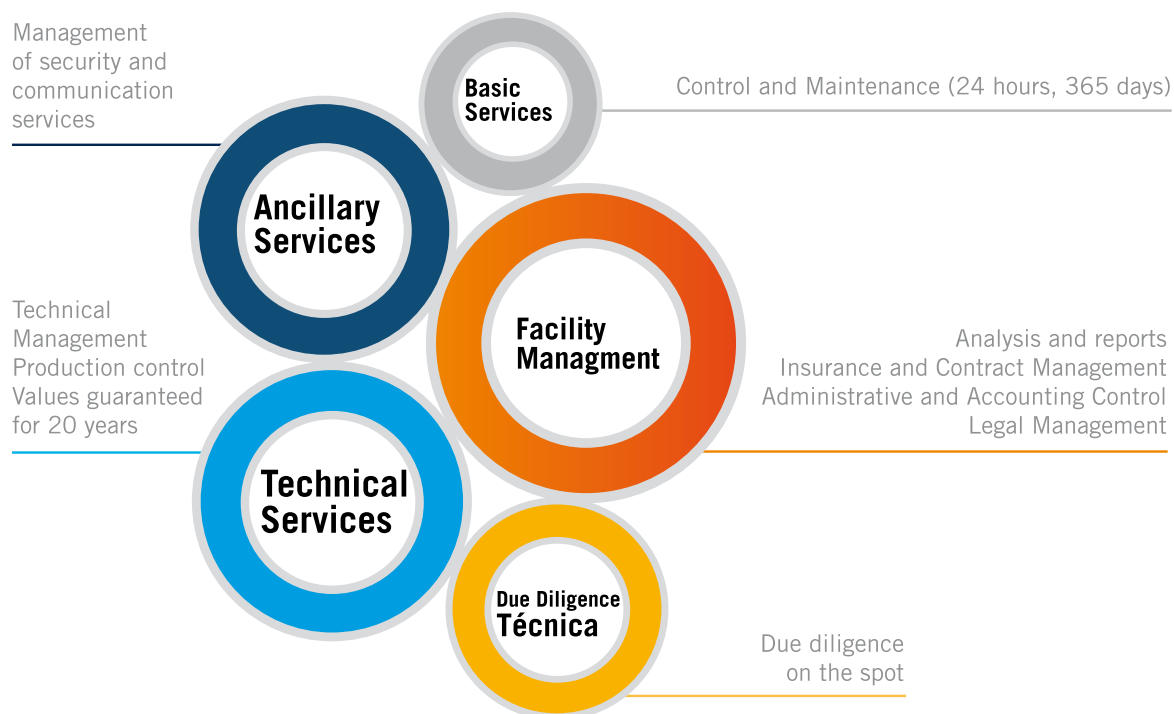 Management
of security and
communication
services
Basic
Services
Control and Maintenance (24 hours, 365 days)
Ancillary
Services
Facility
Managment
Technical
Management
Production control
Values guaranteed
for 20 years
Analysis and reports
Insurance and Contract Management
Administrative and Accounting Control
Legal Management
Technical
Services
Due Diligence
Técnica
Due diligence
on the spot